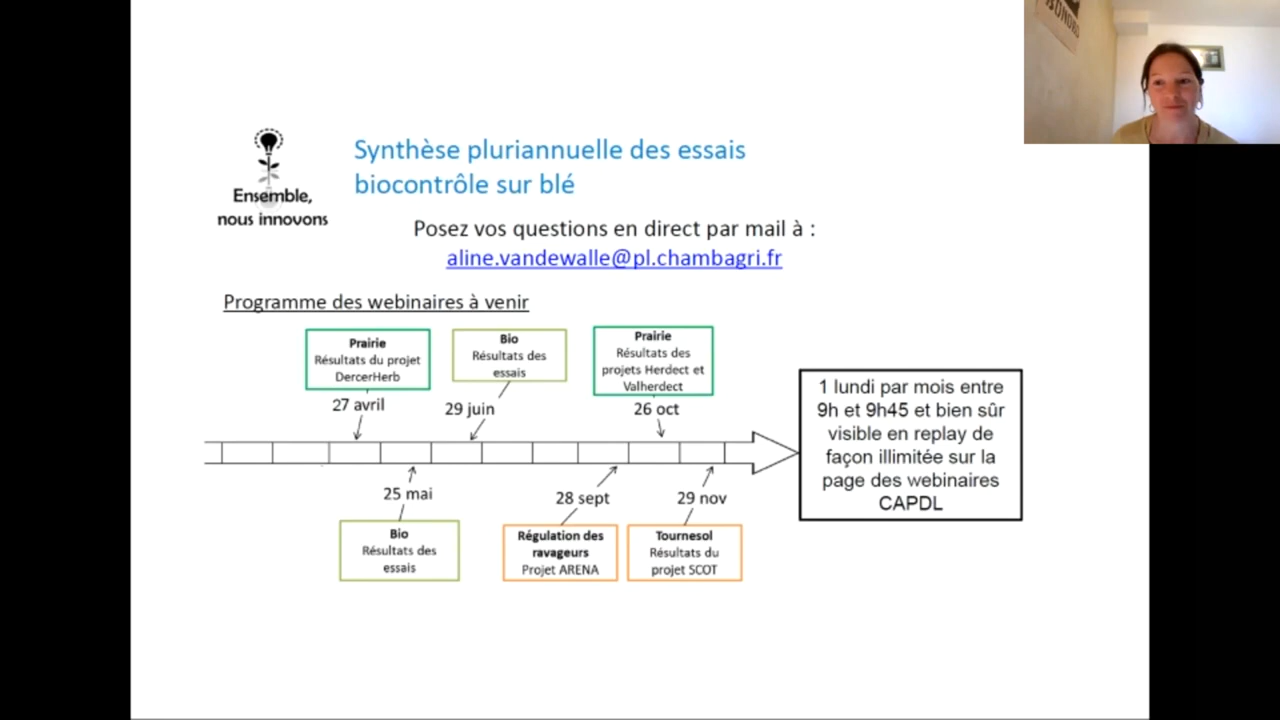 Synthèse pluriannuelle des essais
biocontrôle sur blé
Ensemble,
nous innovons
Posez vos questions en direct par mail à :
aline.vandewalle@pl.chambagri.fr
Programme des webinaires à venir
Prairie
Résultats du projet
DercerHerb
27 avril
Bio
Résultats des
essais
29 juin
Prairie
Résultats des
projets Herdect et
Valherdect
26 oct
25 mai
Bio
Résultats des
essais
28 sept
Régulation des
ravageurs
Projet ARENA
29 nov
Tournesol
Résultats du
projet SCOT
1 lundi par mois entre
9h et 9h45 et bien sûr
visible en replay de
façon illimitée sur la
page des webinaires
CAPDL